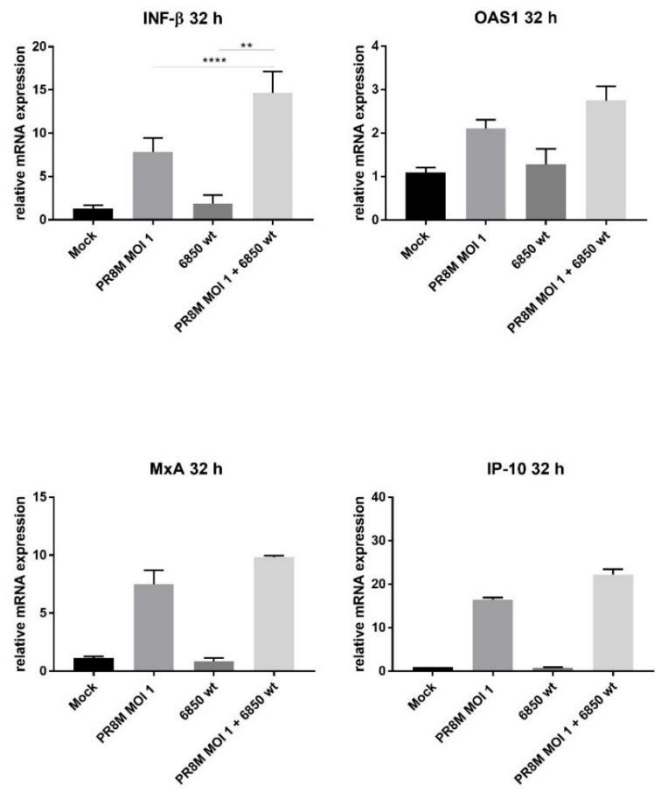 INF-β 32 h
relative mRNA expression
20
15
10
5
0
**
****
Mock
PR8M MOI 1
6850 wt
PR8M MOI 1 + 6850 wt
OAS1 32 h
relative mRNA expression
4
3
2
1
0
Mock
PR8M MOI 1
6850 wt
PR8M MOI 1 + 6850 wt
MxA 32 h
relative mRNA expression
15
10
5
0
Mock
PR8M MOI 1
6850 wt
PR8M MOI 1 + 6850 wt
IP-10 32 h
relative mRNA expression
40
30
20
10
0
Mock
PR8M MOI 1
6850 wt
PR8M MOI 1 + 6850 wt